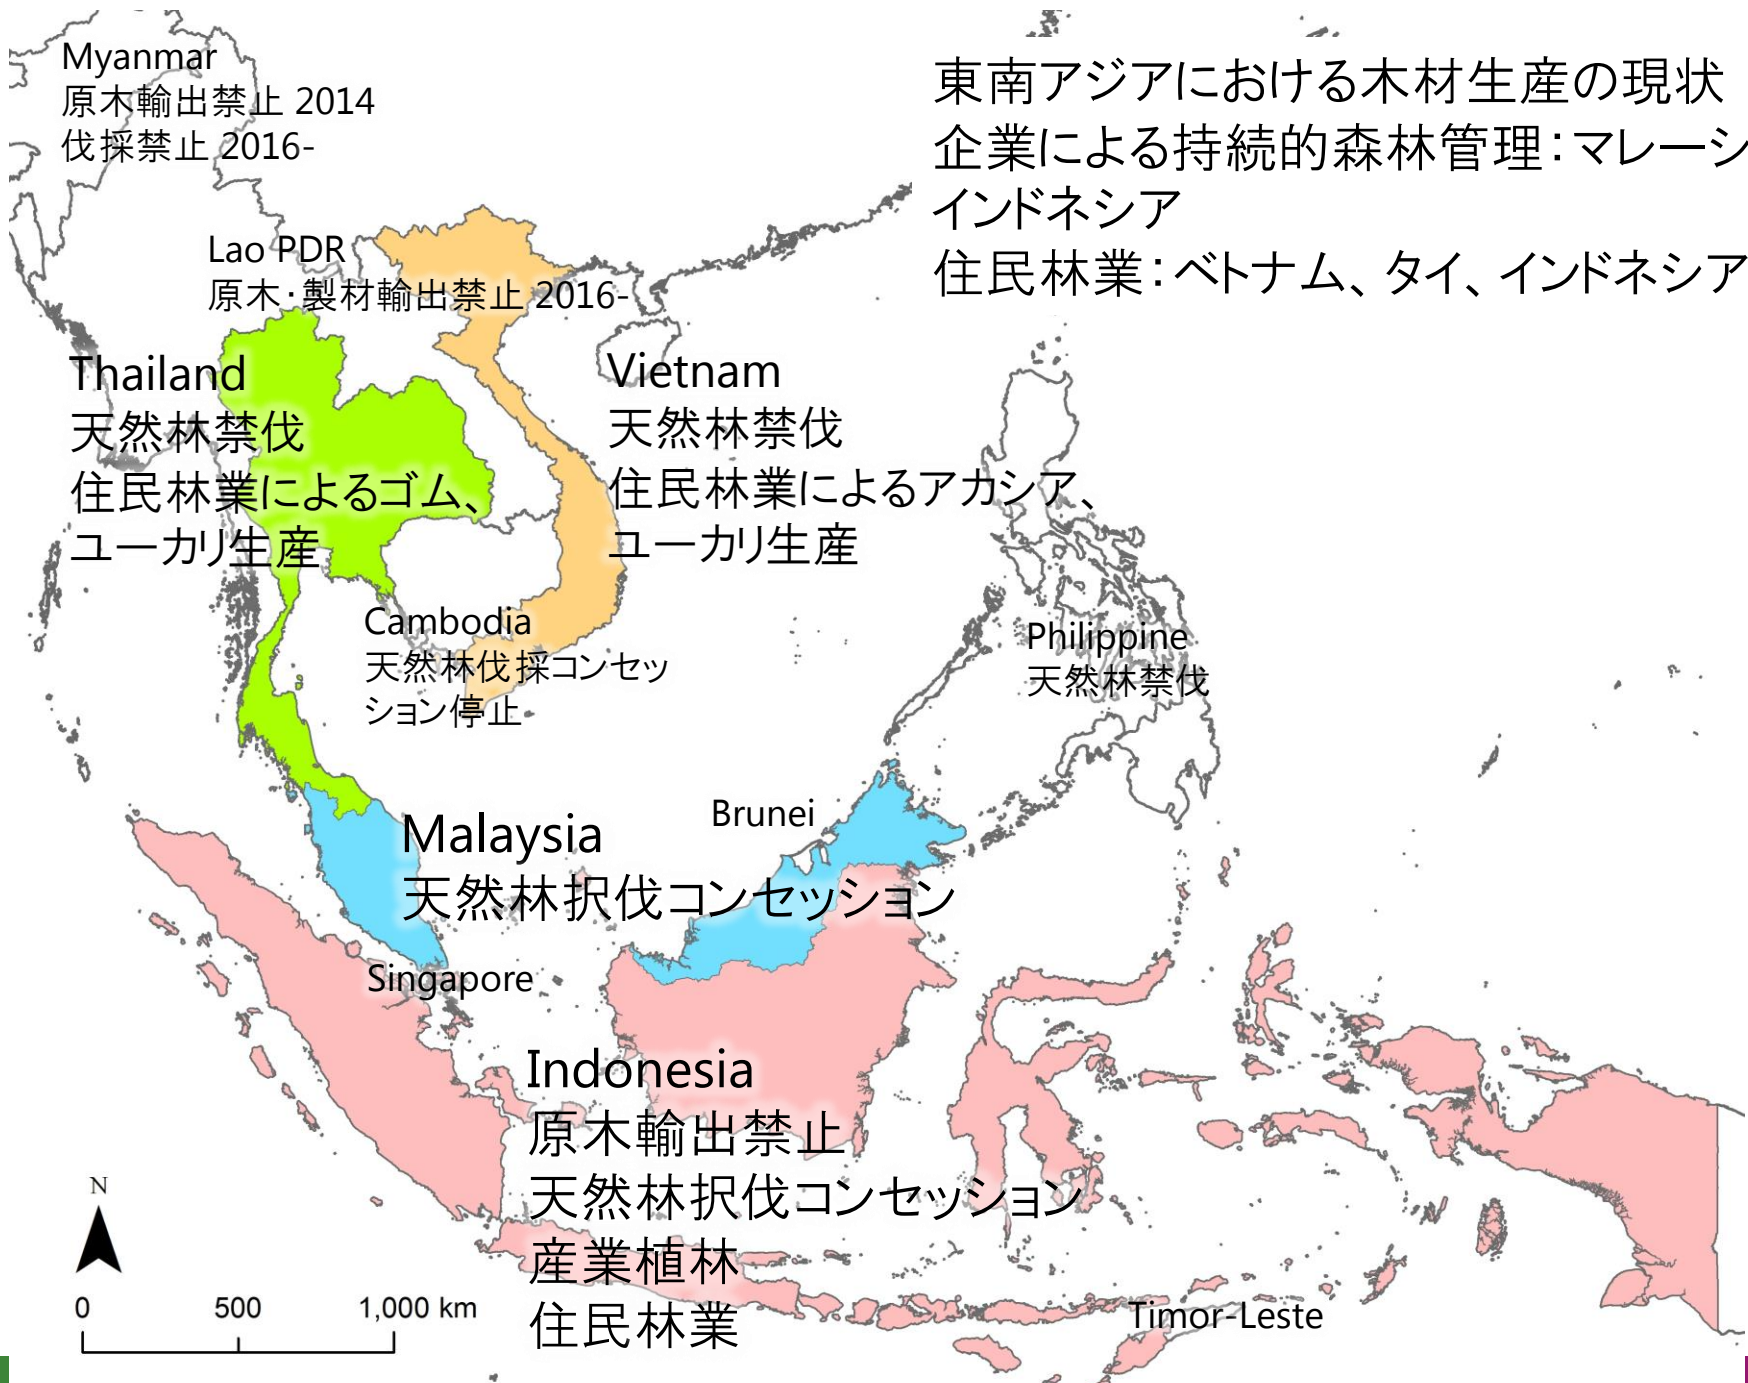 Myanmar
原木輸出禁止 2014
伐採禁止 2016-
東南アジアにおける木材生産の現状
企業による持続的森林管理：マレーシ
インドネシア
住民林業：ベトナム、タイ、インドネシア
Lao PDR
原木・製材輸出禁止 2016-
Thailand
天然林禁伐
住民林業によるゴム、
ユーカリ生産
Vietnam
天然林禁伐
住民林業によるアカシア、
ユーカリ生産
Cambodia
天然林伐採コンセッ
ション停止
Philippine
天然林禁伐
Brunei
Malaysia
天然林択伐コンセッション
Singapore
Indonesia
原木輸出禁止
天然林択伐コンセッション
産業植林
住民林業
Timor-Leste
N
0 500 1,000 km